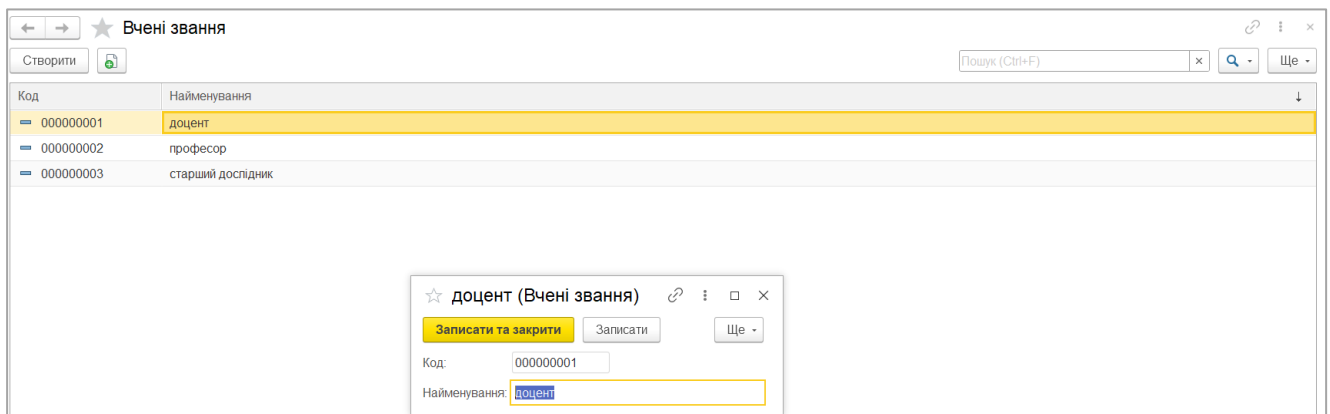 Вчені звання
Створити Пошук (Ctrl+F) × Ще
Код Найменування ↓
000000001 доцент
000000002 професор
000000003 старший дослідник
доцент (Вчені звання)
Записати та закрити Записати Ще
Код: 000000001
Найменування: доцент